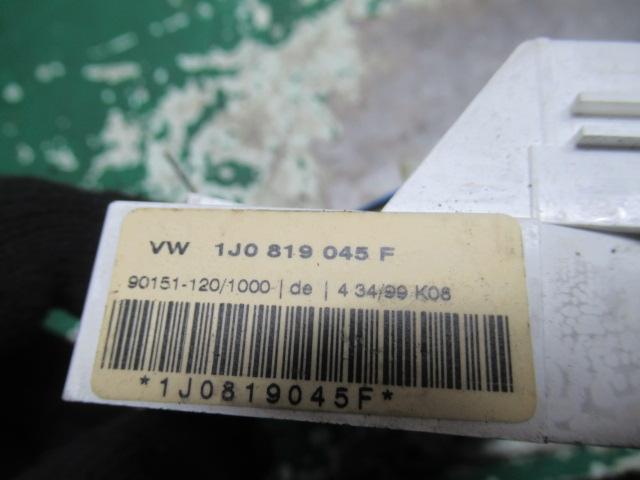 VW 1J0 819 045 F
90151-120/1000 | de | 4 34/99 K06
*1J0819045F*